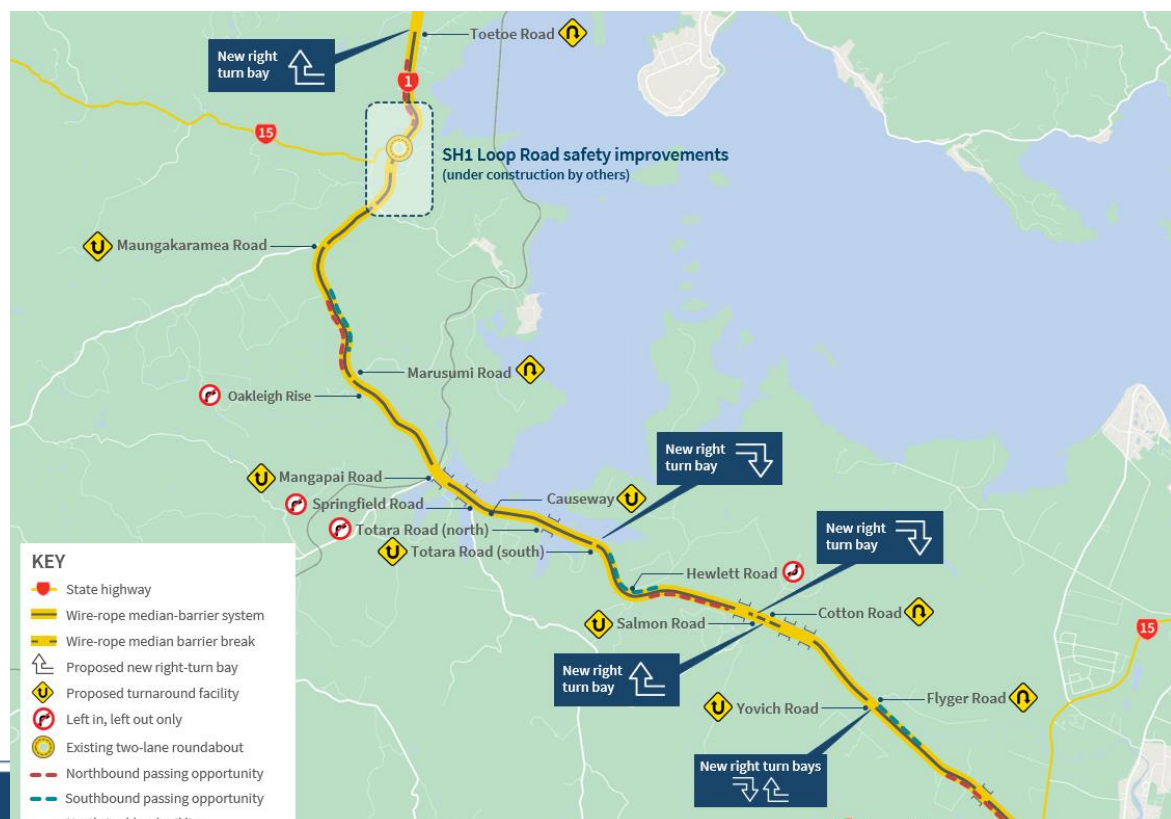 Toetoe Road
New right
turn bay
1
15
SH1 Loop Road safety improvements
(under construction by others)
Maungakaramea Road
Marusumi Road
Oakleigh Rise
New right
turn bay
Mangapai Road
Causeway
Springfield Road
Totara Road (north)
Totara Road (south)
New right
turn bay
Hewlett Road
Cotton Road
Salmon Road
15
New right
turn bay
Flyger Road
Yovich Road
New right turn bays
KEY
State highway
Wire-rope median-barrier system
Wire-rope median barrier break
Proposed new right-turn bay
Proposed turnaround facility
Left in, left out only
Existing two-lane roundabout
Northbound passing opportunity
Southbound passing opportunity